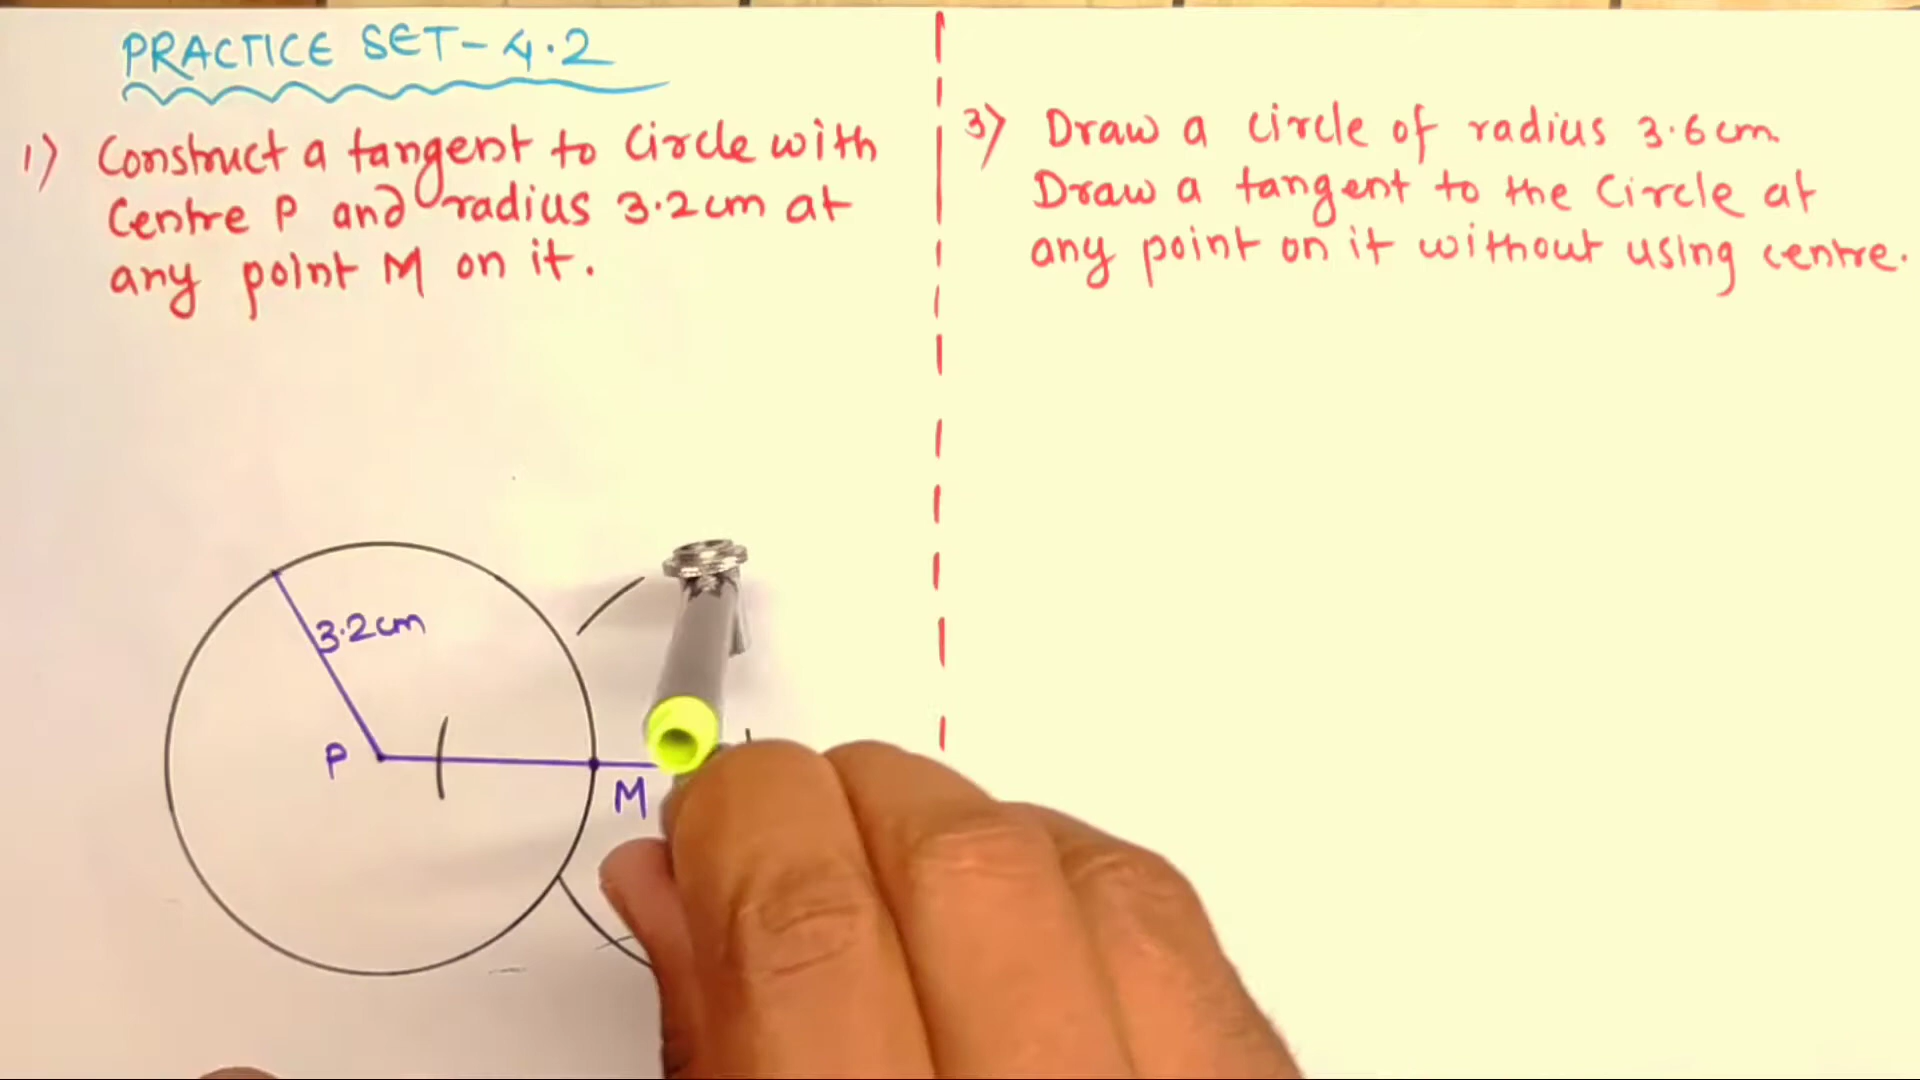 PRACTICE SET-4.2
1) Construct a tangent to circle with
Centre P and radius 3.2cm at
any point M on it.
3) Draw a circle of radius 3.6cm.
Draw a tangent to the circle at
any point on it without using centre.
3.2cm
P
M